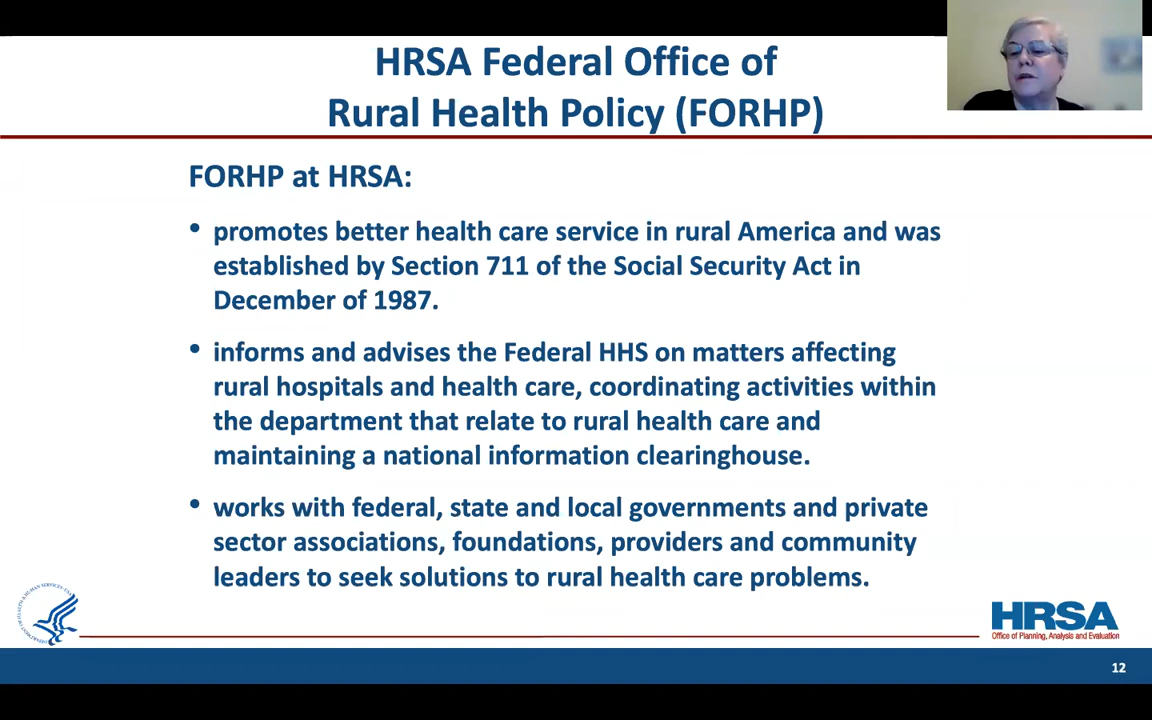 HRSA Federal Office of
Rural Health Policy (FORHP)
FORHP at HRSA:
• promotes better health care service in rural America and was
established by Section 711 of the Social Security Act in
December of 1987.
• informs and advises the Federal HHS on matters affecting
rural hospitals and health care, coordinating activities within
the department that relate to rural health care and
maintaining a national information clearinghouse.
• works with federal, state and local governments and private
sector associations, foundations, providers and community
leaders to seek solutions to rural health care problems.
HRSA
Office of Planning, Analysis and Evaluation
12